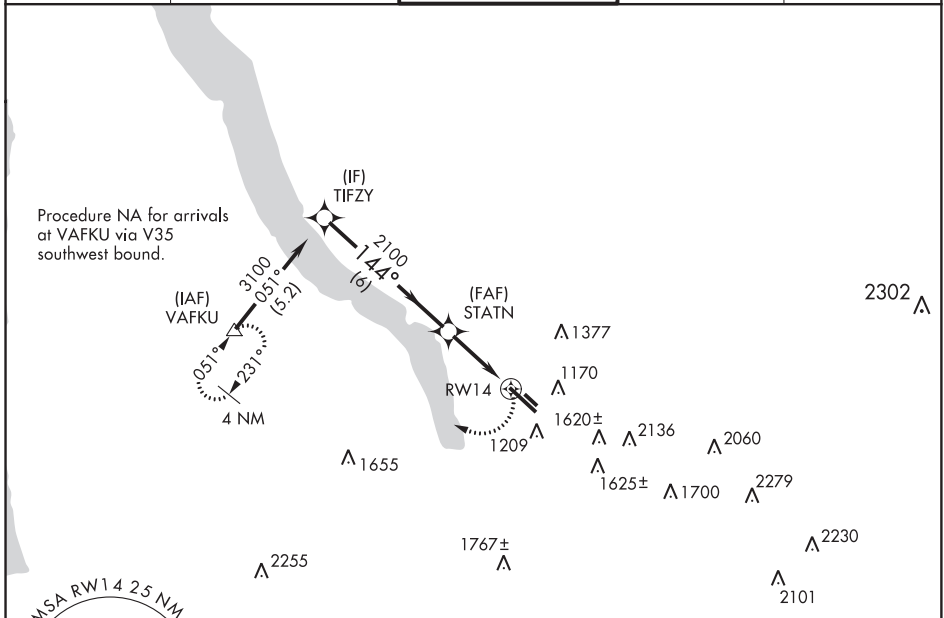 (IF)
TIFZY
Procedure NA for arrivals
at VAFKU via V35
southwest bound.
2100
144°
(6)
3100
051°
(5.2)
(IAF)
VAFKU
(FAF)
STATN
2302
1377
051°
231°
4 NM
RW14
1170
1209
1620±
2136
2060
1655
1625±
1700
2279
1767±
2230
2255
2101
MSA RW14 25 NM